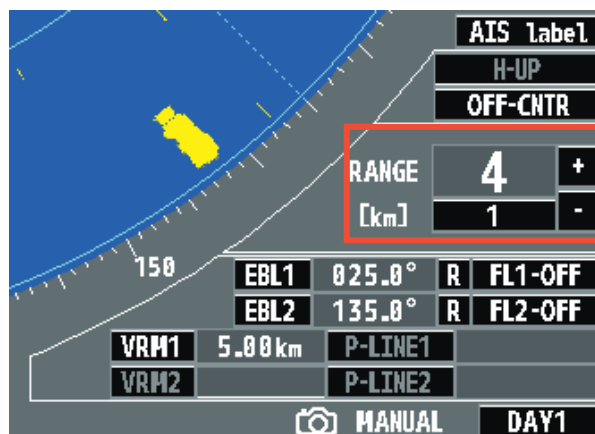 AIS label
H-UP
OFF-CNTR
RANGE 4 +
[km] 1 -
150
EBL1 025.0° R FL1-OFF
EBL2 135.0° R FL2-OFF
VRM1 5.00km P-LINE1
VRM2 P-LINE2
MANUAL DAY1